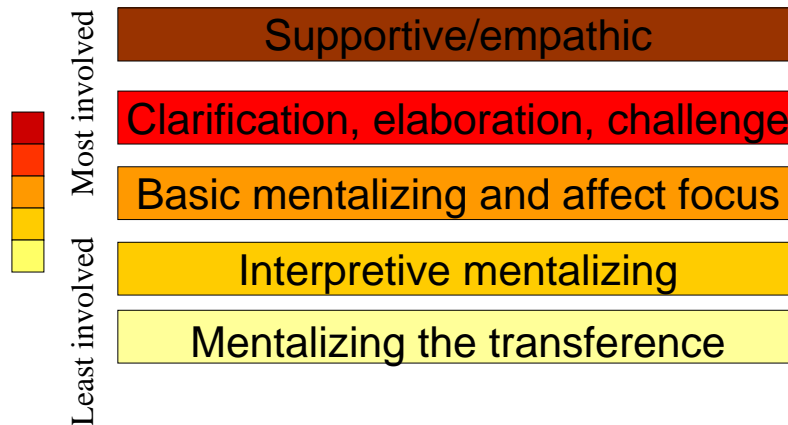 Most involved
Supportive/empathic
Clarification, elaboration, challenge
Basic mentalizing and affect focus
Least involved
Interpretive mentalizing
Mentalizing the transference